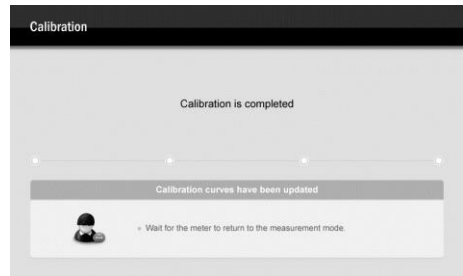 Calibration
Calibration is completed
Calibration curves have been updated
Wait for the meter to return to the measurement mode.